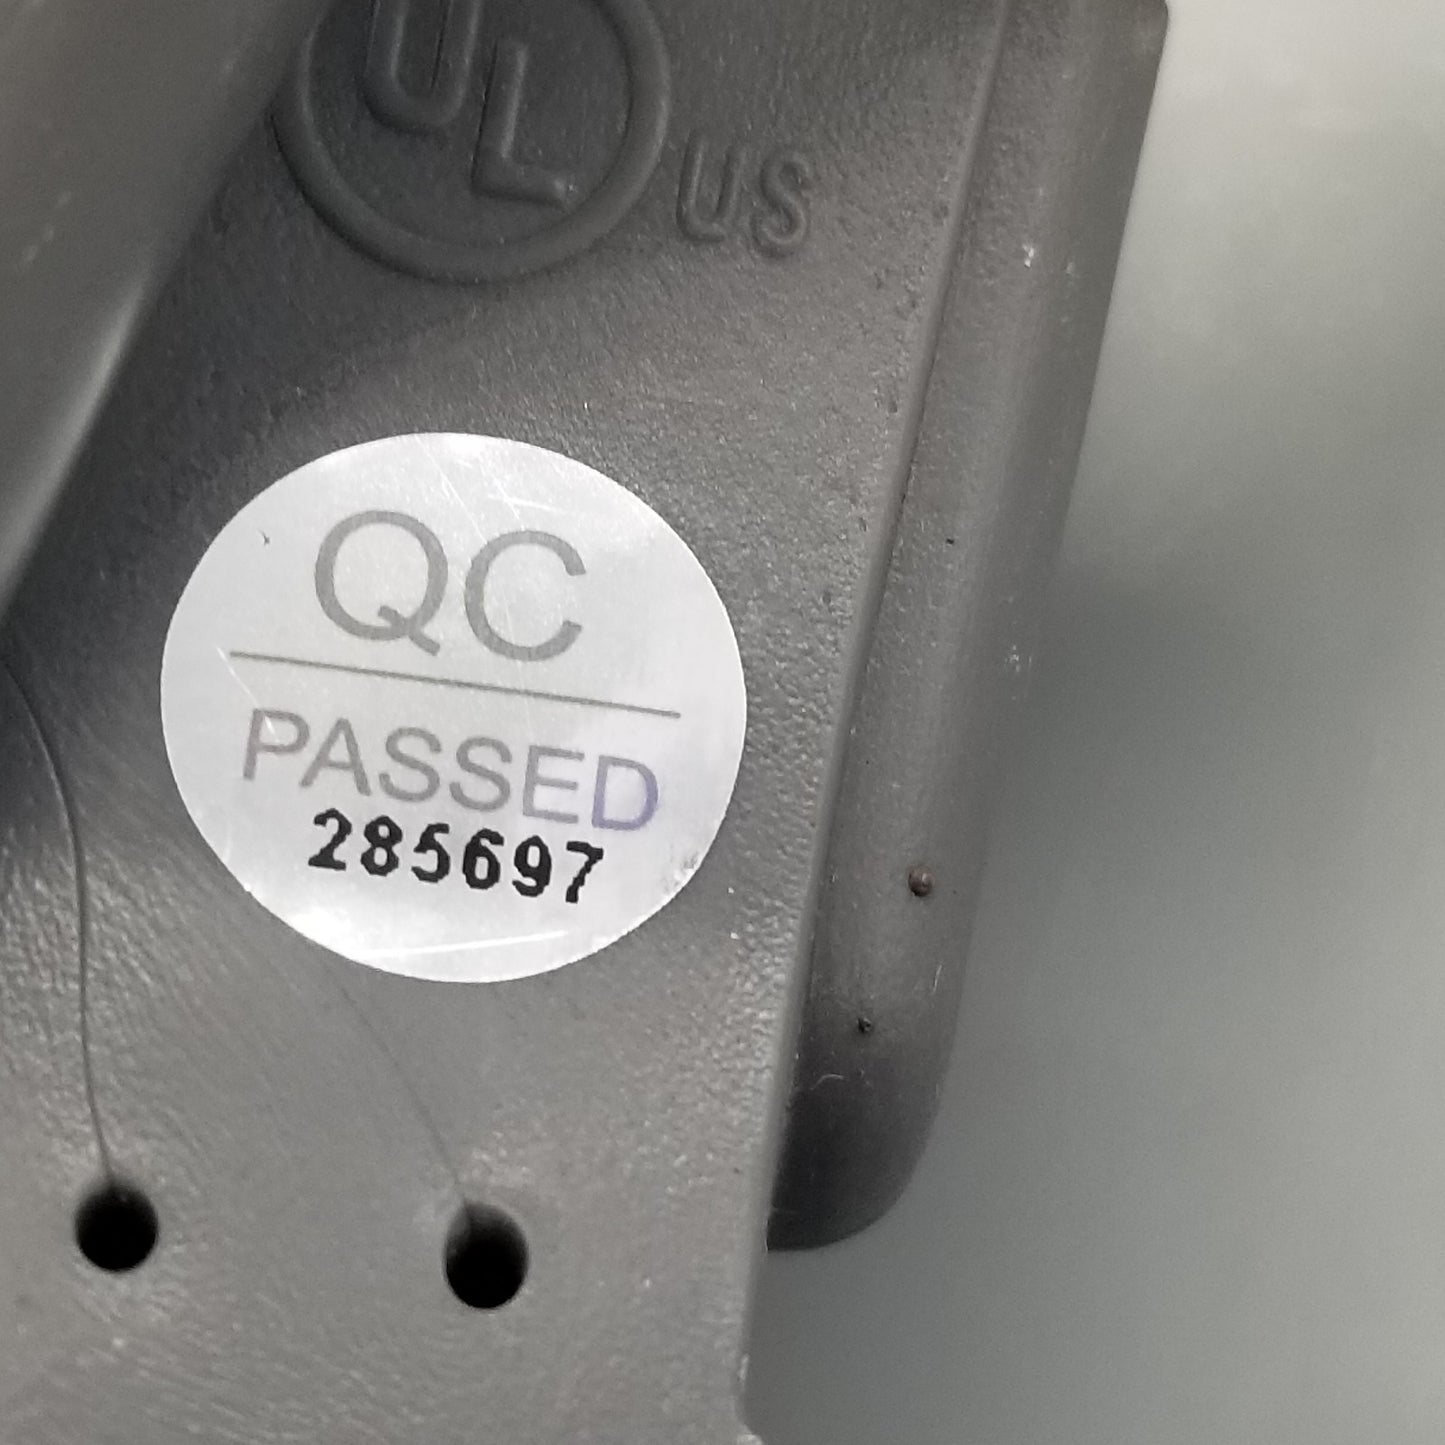 UL US
QC
PASSED
285697